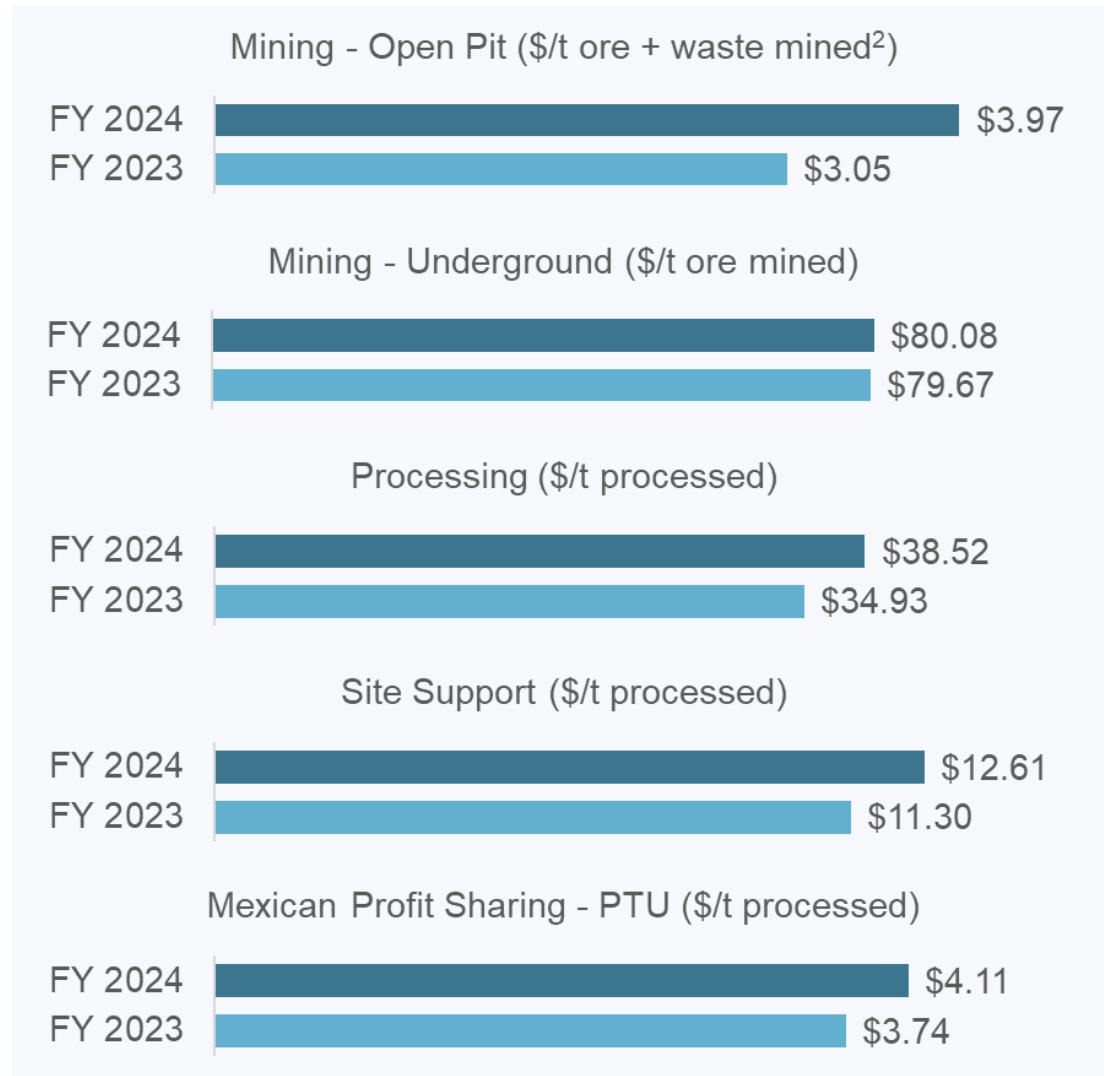 Mining - Open Pit ($/t ore + waste mined²)
FY 2024 $3.97
FY 2023 $3.05
Mining - Underground ($/t ore mined)
FY 2024 $80.08
FY 2023 $79.67
Processing ($/t processed)
FY 2024 $38.52
FY 2023 $34.93
Site Support ($/t processed)
FY 2024 $12.61
FY 2023 $11.30
Mexican Profit Sharing - PTU ($/t processed)
FY 2024 $4.11
FY 2023 $3.74